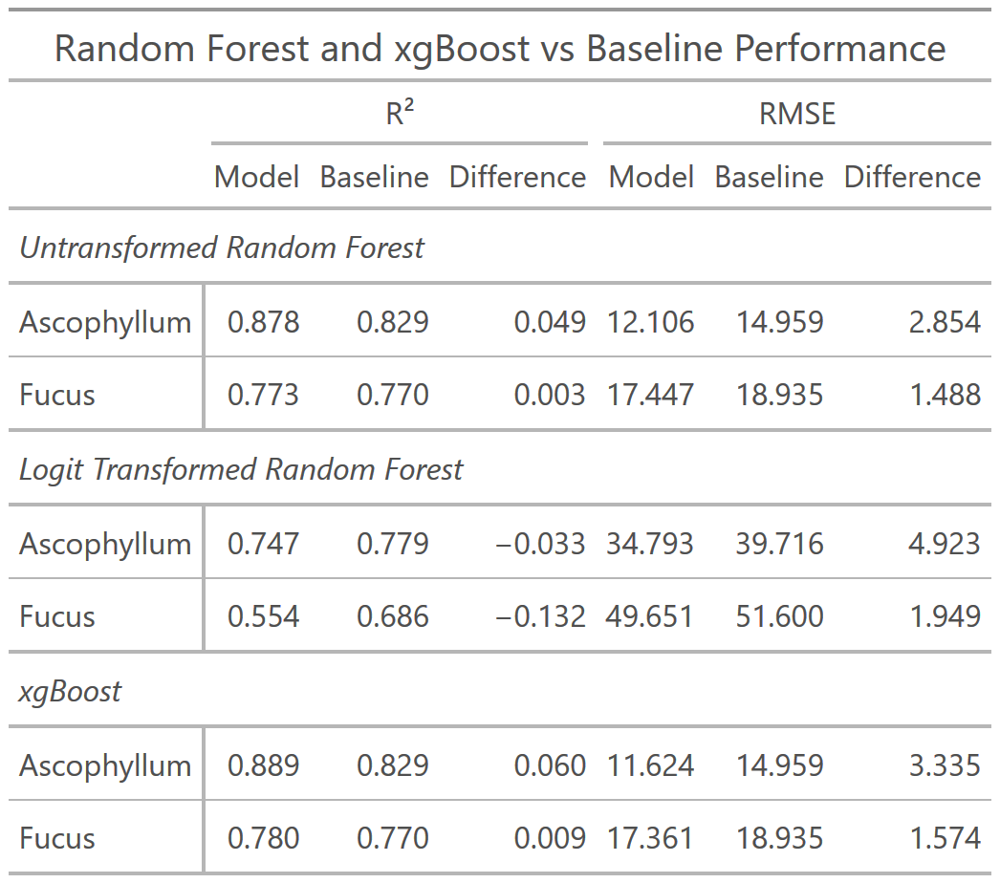 Random Forest and xgBoost vs Baseline Performance
R² RMSE
Model Baseline Difference Model Baseline Difference
Untransformed Random Forest
Ascophyllum 0.878 0.829 0.049 12.106 14.959 2.854
Fucus 0.773 0.770 0.003 17.447 18.935 1.488
Logit Transformed Random Forest
Ascophyllum 0.747 0.779 −0.033 34.793 39.716 4.923
Fucus 0.554 0.686 −0.132 49.651 51.600 1.949
xgBoost
Ascophyllum 0.889 0.829 0.060 11.624 14.959 3.335
Fucus 0.780 0.770 0.009 17.361 18.935 1.574